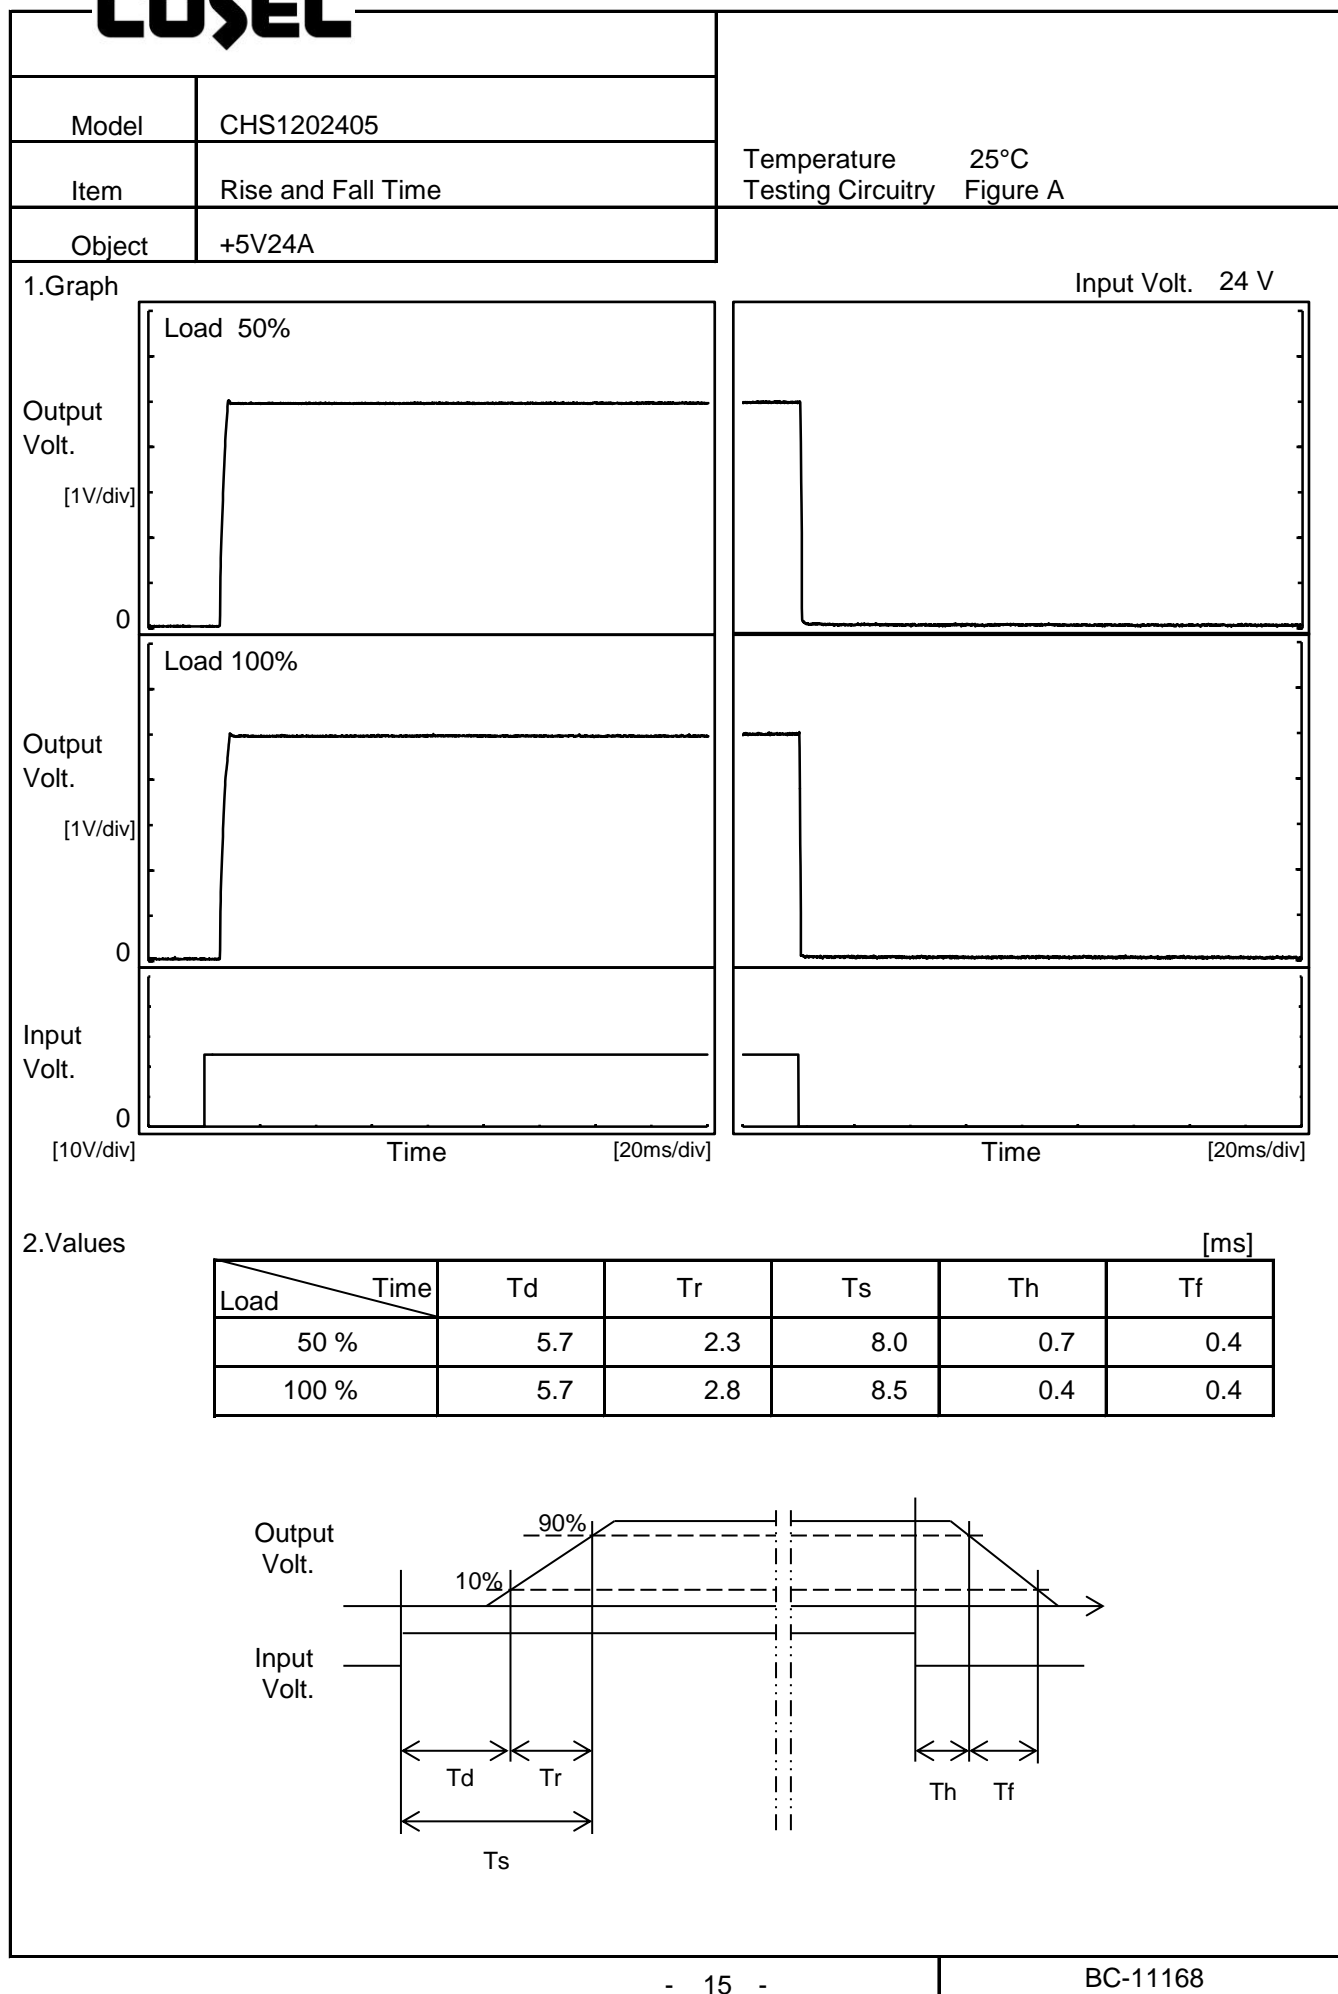 COSEL
Model CHS1202405
Item Rise and Fall Time
Temperature 25°C
Testing Circuitry Figure A
Object +5V24A
1.Graph
Input Volt. 24 V
Load 50%
Output
Volt.
[1V/div]
0
Load 100%
Output
Volt.
[1V/div]
0
Input
Volt.
0
[10V/div] Time [20ms/div] Time [20ms/div]
2.Values [ms]
Time Td Tr Ts Th Tf
Load
50 % 5.7 2.3 8.0 0.7 0.4
100 % 5.7 2.8 8.5 0.4 0.4
Output
Volt.
90%
10%
Input
Volt.
Td Tr Th Tf
Ts
- 15 -
BC-11168